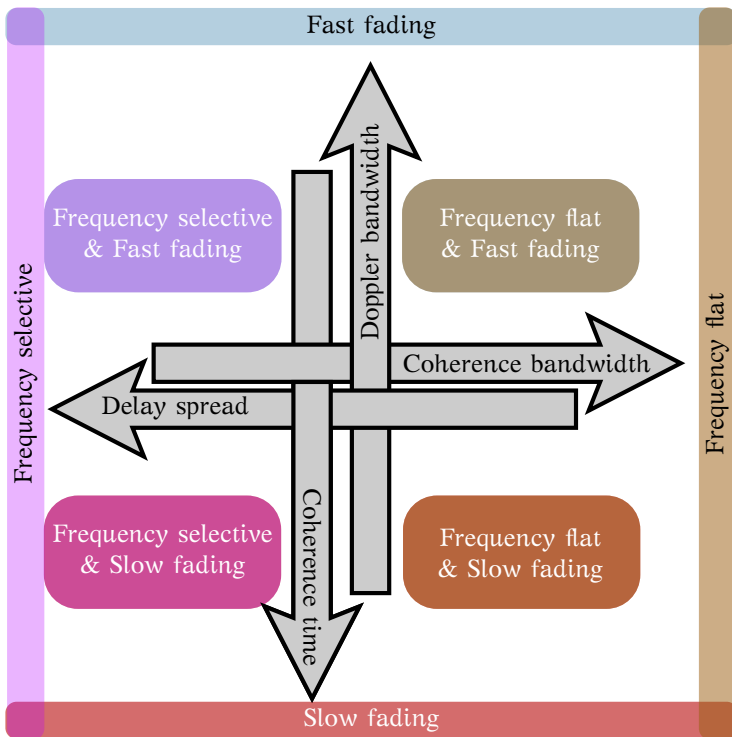 Fast fading
Doppler bandwidth
Frequency selective
& Fast fading
Frequency flat
& Fast fading
Frequency selective
Frequency flat
Coherence bandwidth
Delay spread
Coherence time
Frequency selective
& Slow fading
Frequency flat
& Slow fading
Slow fading